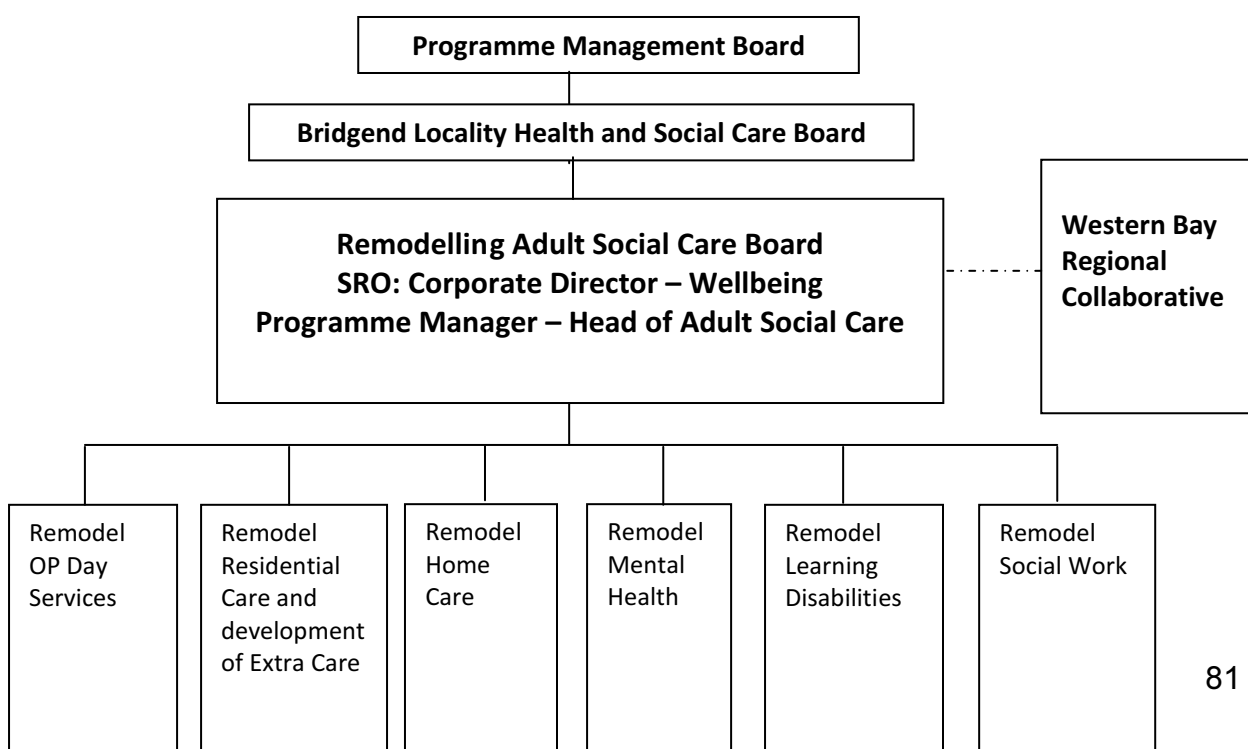 Programme Management Board
Bridgend Locality Health and Social Care Board
Remodelling Adult Social Care Board
SRO: Corporate Director – Wellbeing
Programme Manager – Head of Adult Social Care
Western Bay
Regional
Collaborative
Remodel
OP Day
Services
Remodel
Residential
Care and
development
of Extra Care
Remodel
Home
Care
Remodel
Mental
Health
Remodel
Learning
Disabilities
Remodel
Social Work
81